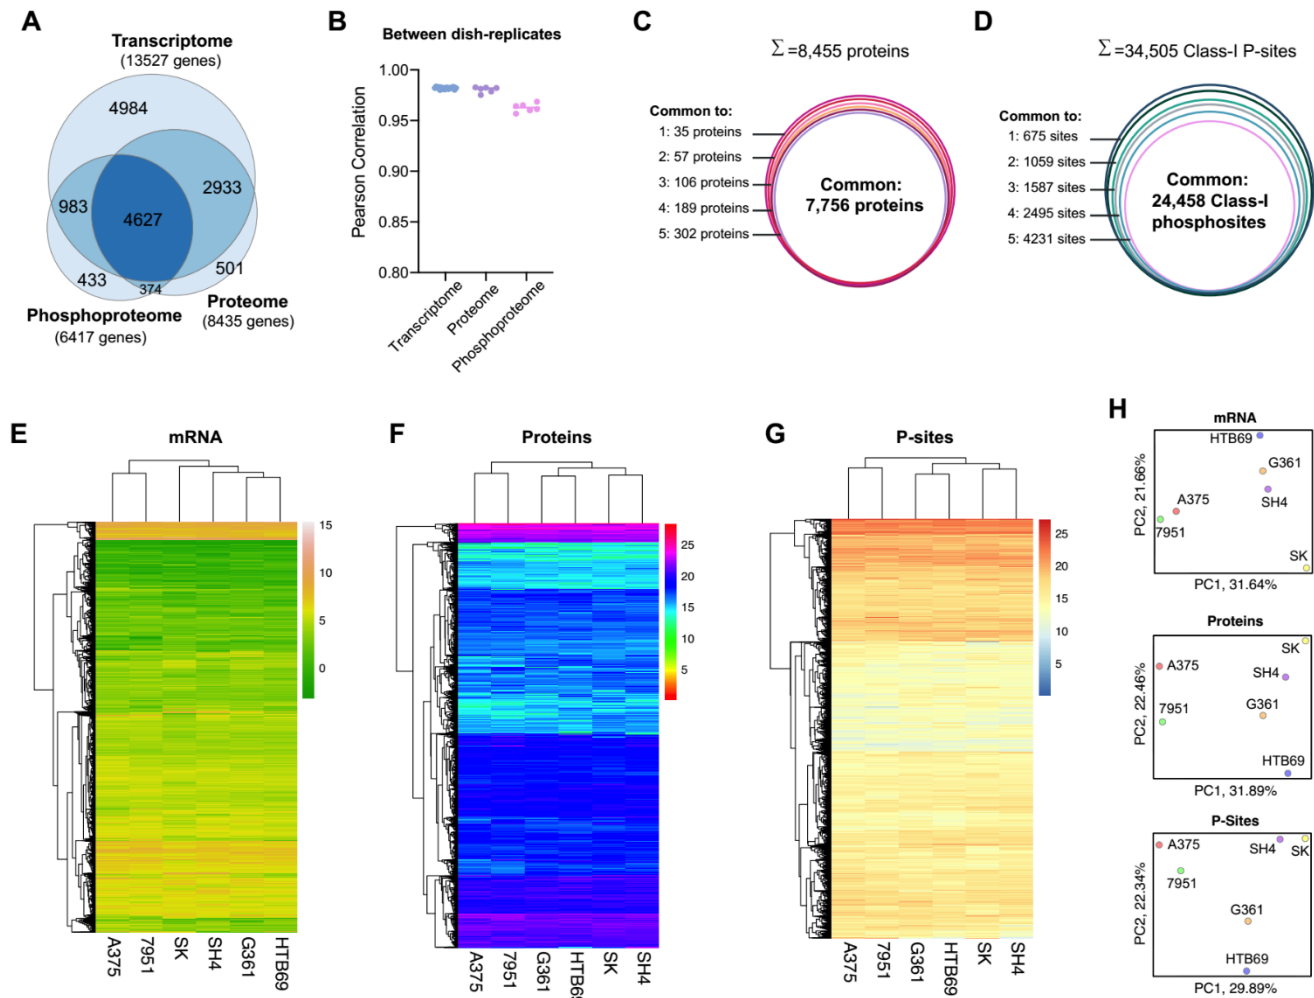 A
Transcriptome
(13527 genes)
4984
2933
983
4627
501
433
374
Proteome
(8435 genes)
Phosphoproteome
(6417 genes)
B
Between dish-replicates
Pearson Correlation
1.00
0.95
0.90
0.85
0.80
Transcriptome
Proteome
Phosphoproteome
C
Σ=8,455 proteins
Common to:
1: 35 proteins
2: 57 proteins
3: 106 proteins
4: 189 proteins
5: 302 proteins
Common:
7,756 proteins
D
Σ=34,505 Class-I P-sites
Common to:
1: 675 sites
2: 1059 sites
3: 1587 sites
4: 2495 sites
5: 4231 sites
Common:
24,458 Class-I
phosphosites
E
mRNA
15
10
5
0
A375
7951
SK
SH4
G361
HTB69
F
Proteins
25
20
15
10
5
A375
7951
G361
HTB69
SK
SH4
G
P-sites
25
20
15
10
5
A375
7951
G361
HTB69
SK
SH4
H
mRNA
HTB69
G361
A375
SH4
7951
SK
PC2, 21.66%
PC1, 31.64%
Proteins
SK
A375
SH4
7951
G361
HTB69
PC2, 22.46%
PC1, 31.89%
P-Sites
A375
SH4
SK
7951
G361
HTB69
PC2, 22.34%
PC1, 29.89%